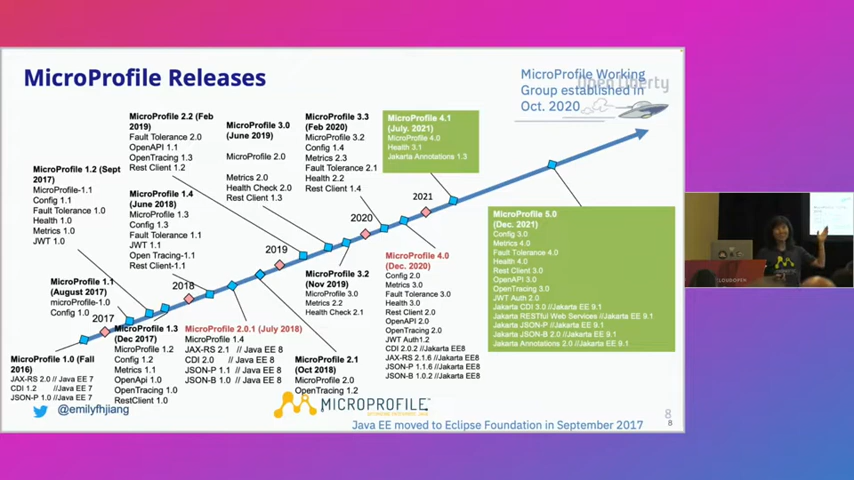 MicroProfile Releases
MicroProfile Working
Group established in
Oct. 2020
Open Liberty
MicroProfile 2.2 (Feb
2019)
Fault Tolerance 2.0
OpenAPI 1.1
OpenTracing 1.3
Rest Client 1.2
MicroProfile 3.0
(June 2019)
MicroProfile 2.0
Metrics 2.0
Health Check 2.0
Rest Client 1.3
MicroProfile 3.3
(Feb 2020)
MicroProfile 3.2
Config 1.4
Metrics 2.3
Fault Tolerance 2.1
Health 2.2
Rest Client 1.4
MicroProfile 4.1
(July. 2021)
MicroProfile 4.0
Health 3.1
Jakarta Annotations 1.3
MicroProfile 1.2 (Sept
2017)
MicroProfile-1.1
Config 1.1
Fault Tolerance 1.0
Health 1.0
Metrics 1.0
JWT 1.0
MicroProfile 1.4
(June 2018)
MicroProfile 1.3
Config 1.3
Fault Tolerance 1.1
JWT 1.1
Open Tracing-1.1
Rest Client-1.1
MicroProfile 1.1
(August 2017)
microProfile-1.0
Config 1.0
2017
2018
2019
2020
2021
MicroProfile 1.0 (Fall
2016)
JAX-RS 2.0 // Java EE 7
CDI 1.2 // Java EE 7
JSON-P 1.0 // Java EE 7
MicroProfile 1.3
(Dec 2017)
MicroProfile 1.2
Config 1.2
Metrics 1.1
OpenApi 1.0
OpenTracing 1.0
RestClient 1.0
MicroProfile 2.0.1 (July 2018)
MicroProfile 1.4
JAX-RS 2.1 // Java EE 8
CDI 2.0 // Java EE 8
JSON-P 1.1 // Java EE 8
JSON-B 1.0 // Java EE 8
MicroProfile 2.1
(Oct 2018)
MicroProfile 2.0
OpenTracing 1.2
MicroProfile 3.2
(Nov 2019)
MicroProfile 3.0
Metrics 2.2
Health Check 2.1
MicroProfile 4.0
(Dec. 2020)
Config 2.0
Metrics 3.0
Fault Tolerance 3.0
Health 3.0
Rest Client 2.0
OpenAPI 2.0
OpenTracing 2.0
JWT Auth1.2
CDI 2.0.2 //JakartaEE8
JAX-RS 2.1.6 //JakartaEE8
JSON-P 1.1.6 //JakartaEE8
JSON-B 1.0.2 //JakartaEE8
MicroProfile 5.0
(Dec. 2021)
Config 3.0
Metrics 4.0
Fault Tolerance 4.0
Health 4.0
Rest Client 3.0
OpenAPI 3.0
OpenTracing 3.0
JWT Auth 2.0
Jakarta CDI 3.0 //Jakarta EE 9.1
Jakarta RESTful Web Services //Jakarta EE 9.1
Jakarta JSON-P //Jakarta EE 9.1
Jakarta JSON-B 2.0 //Jakarta EE 9.1
Jakarta Annotations 2.0 //Jakarta EE 9.1
@emilyfhjiang
MICROPROFILE
OPTIMIZING ENTERPRISE JAVA
Java EE moved to Eclipse Foundation in September 2017
8
8